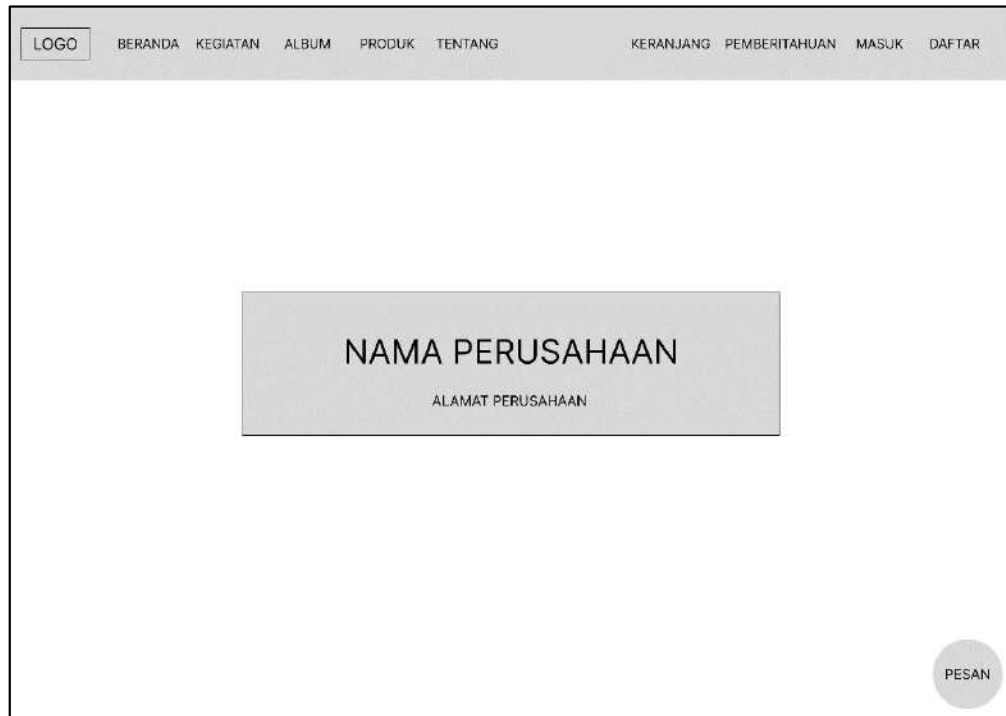 LOGO BERANDA KEGIATAN ALBUM PRODUK TENTANG KERANJANG PEMBERITAHUAN MASUK DAFTAR
NAMA PERUSAHAAN
ALAMAT PERUSAHAAN
PESAN